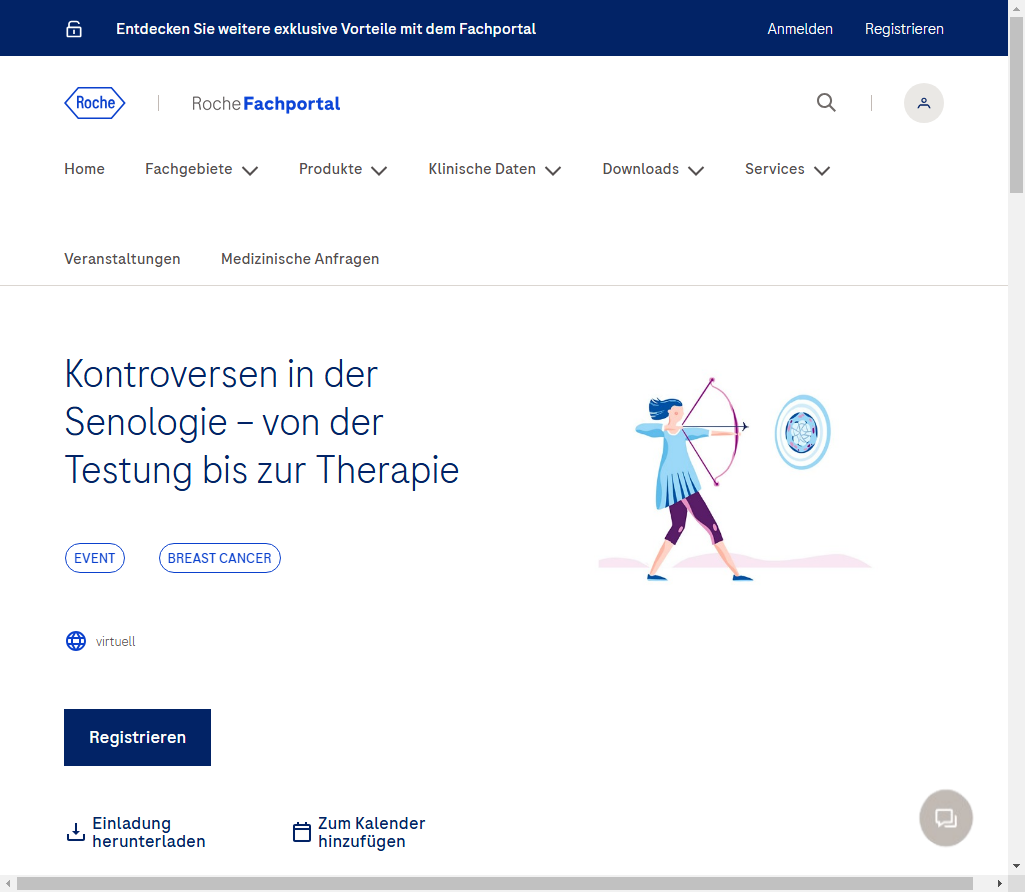 Entdecken Sie weitere exklusive Vorteile mit dem Fachportal
Anmelden
Registrieren
Roche
Roche Fachportal
Home
Fachgebiete
Produkte
Klinische Daten
Downloads
Services
Veranstaltungen
Medizinische Anfragen
Kontroversen in der
Senologie – von der
Testung bis zur Therapie
EVENT
BREAST CANCER
virtuell
Registrieren
Einladung
herunterladen
Zum Kalender
hinzufügen